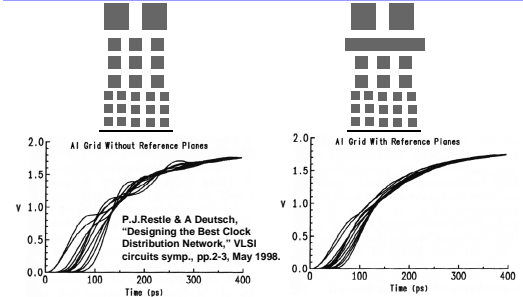 Al Grid Without Reference Planes
2.0
1.5
1.0
0.5
0.0
V
0
100
200
300
400
Time (ps)
P.J.Restle & A Deutsch,
"Designing the Best Clock
Distribution Network," VLSI
circuits symp., pp.2-3, May 1998.
Al Grid With Reference Planes
2.0
1.5
1.0
0.5
0.0
V
0
100
200
300
400
Time (ps)